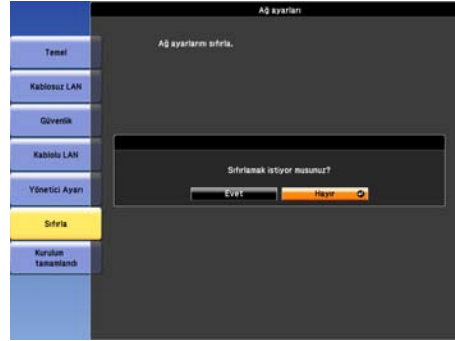 Ağ ayarları
Temel
Ağ ayarlarını sıfırla.
Kablosuz LAN
Güvenlik
Kablolu LAN
Sıfırlamak istiyor musunuz?
Yönetici Ayarı
Evet
Hayır
Sıfırla
Kurulum
tamamlandı